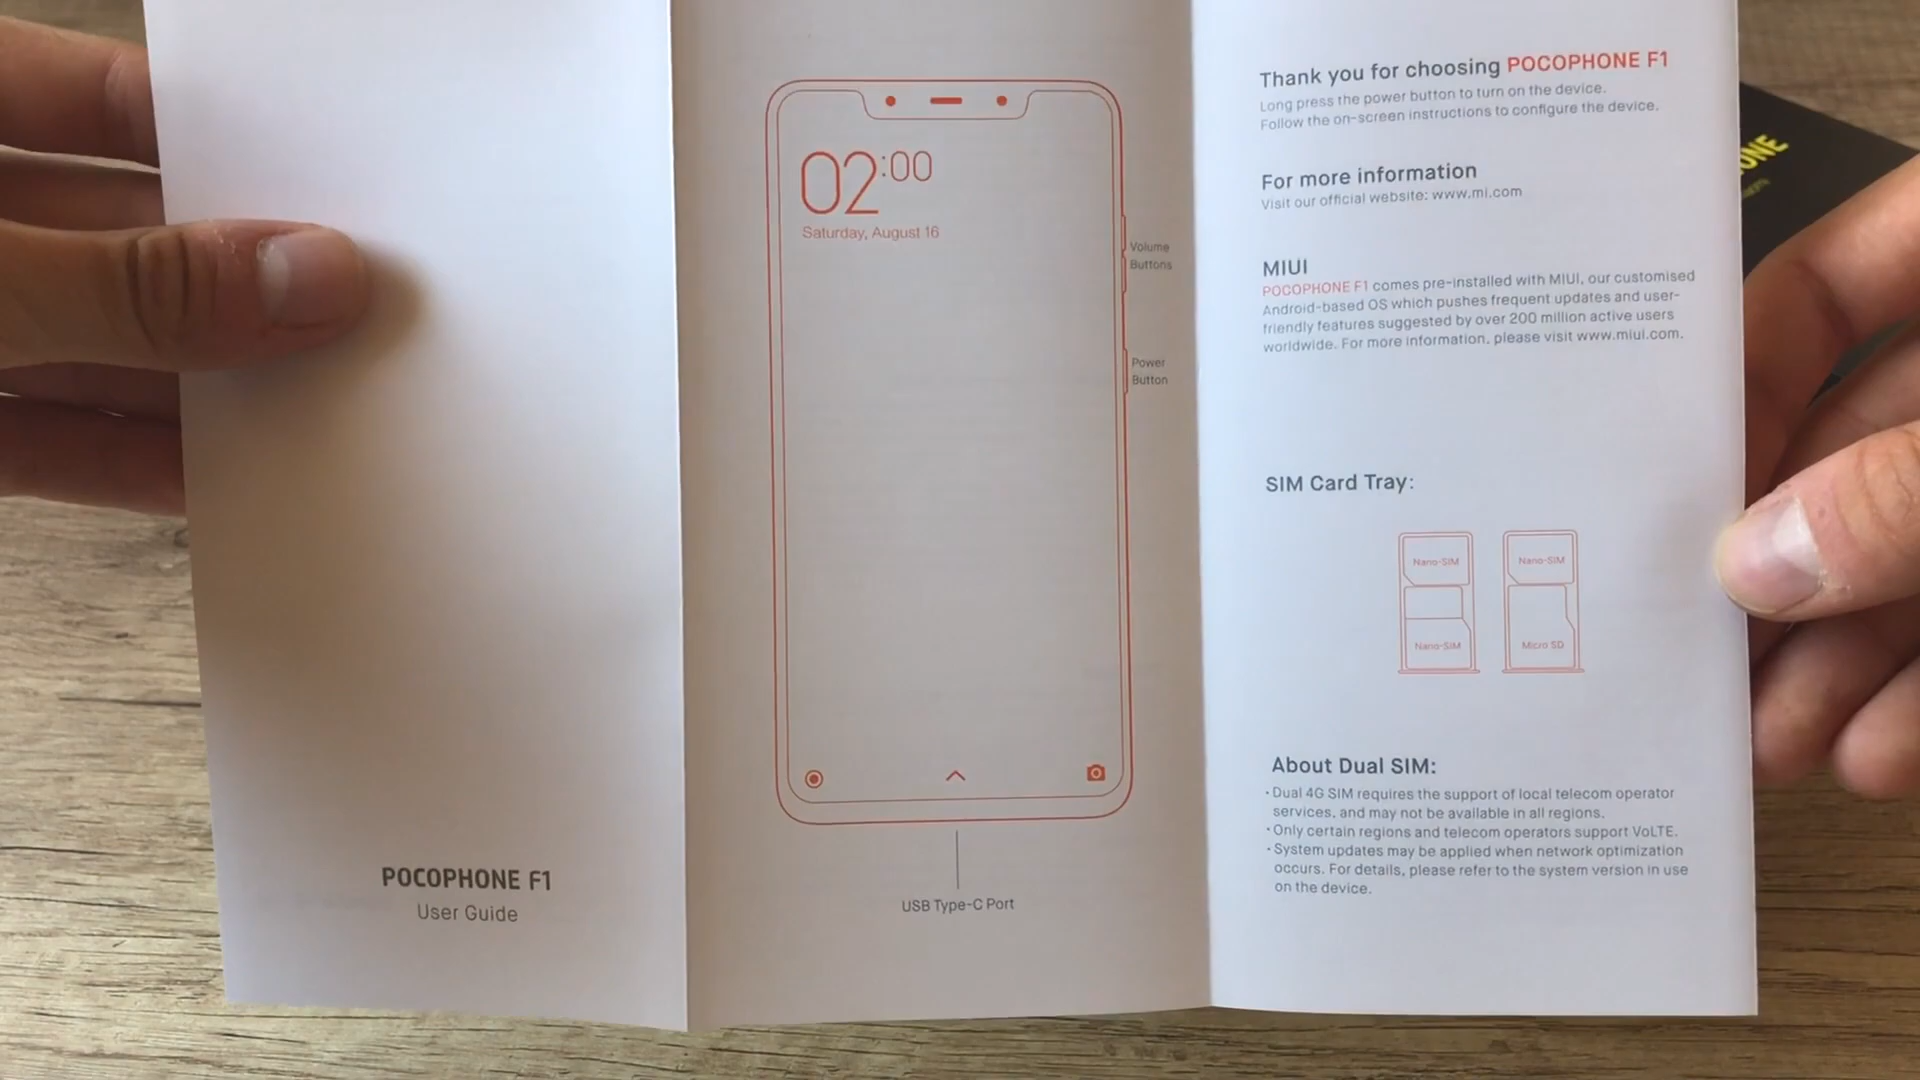 POCOPHONE F1
User Guide
02:00
Saturday, August 16
Volume
Buttons
Power
Button
USB Type-C Port
Thank you for choosing POCOPHONE F1
Long press the power button to turn on the device.
Follow the on-screen instructions to configure the device.
For more information
Visit our official website: www.mi.com
MIUI
POCOPHONE F1 comes pre-installed with MIUI, our customised
Android-based OS which pushes frequent updates and user-
friendly features suggested by over 200 million active users
worldwide. For more information, please visit www.miui.com.
SIM Card Tray:
Nano-SIM
Nano-SIM
Nano-SIM
Micro SD
About Dual SIM:
· Dual 4G SIM requires the support of local telecom operator
services, and may not be available in all regions.
· Only certain regions and telecom operators support VoLTE.
· System updates may be applied when network optimization
occurs. For details, please refer to the system version in use
on the device.
ONE